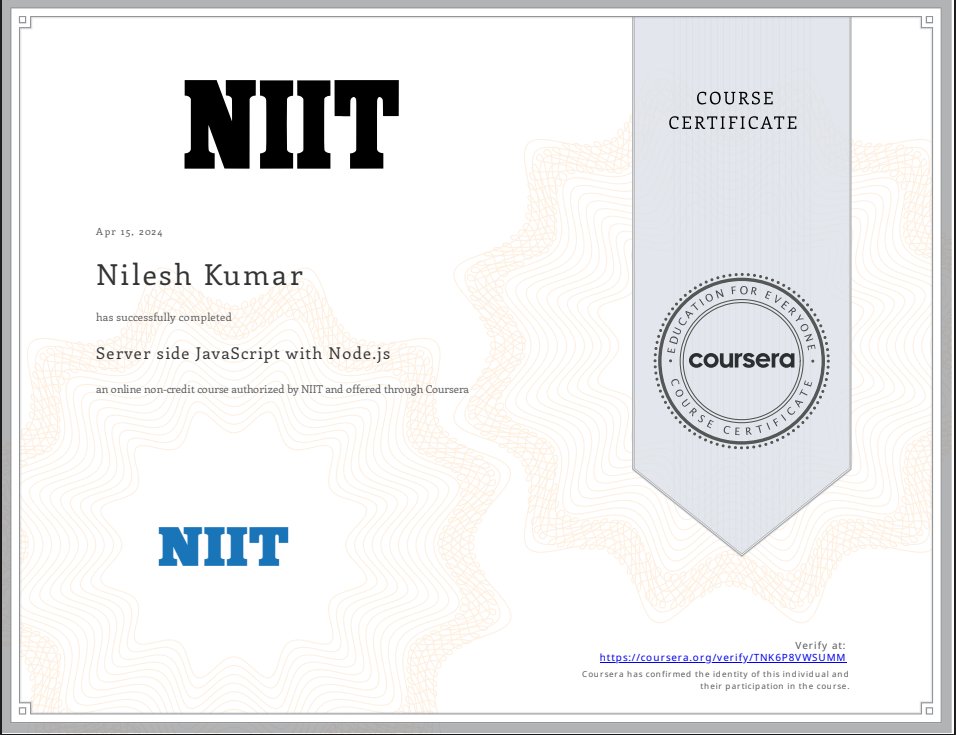 NIIT
COURSE
CERTIFICATE
Apr 15, 2024
Nilesh Kumar
has successfully completed
Server side JavaScript with Node.js
an online non-credit course authorized by NIIT and offered through Coursera
EDUCATION FOR EVERYONE
coursera
COURSE CERTIFICATE
NIIT
Verify at:
https://coursera.org/verify/TNK6P8VWSUMM
Coursera has confirmed the identity of this individual and
their participation in the course.